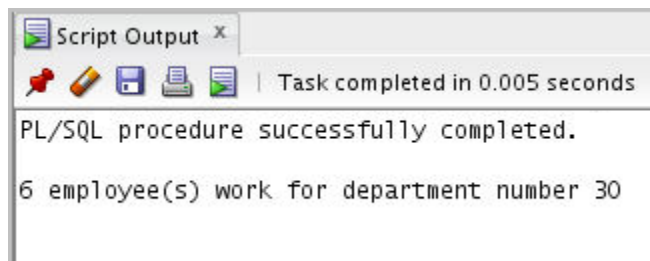 Script Output x
Task completed in 0.005 seconds
PL/SQL procedure successfully completed.
6 employee(s) work for department number 30